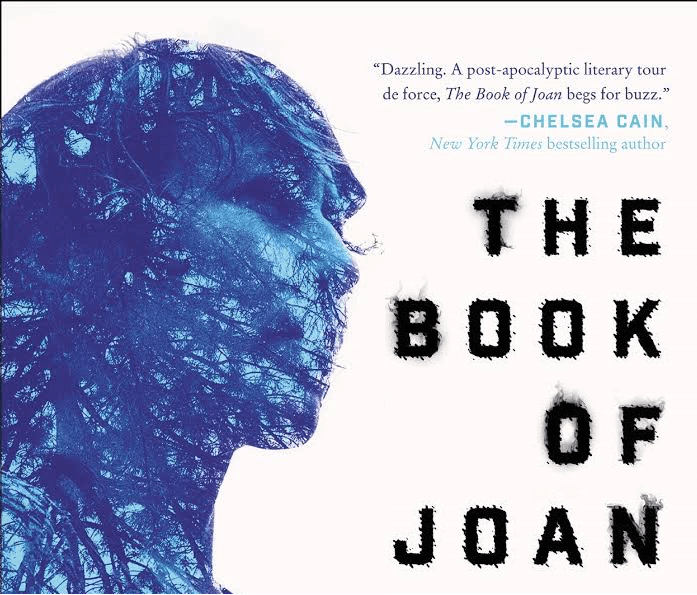 “Dazzling. A post-apocalyptic literary tour
de force, The Book of Joan begs for buzz.”
—CHELSEA CAIN,
New York Times bestselling author
THE
BOOK
OF
JOAN